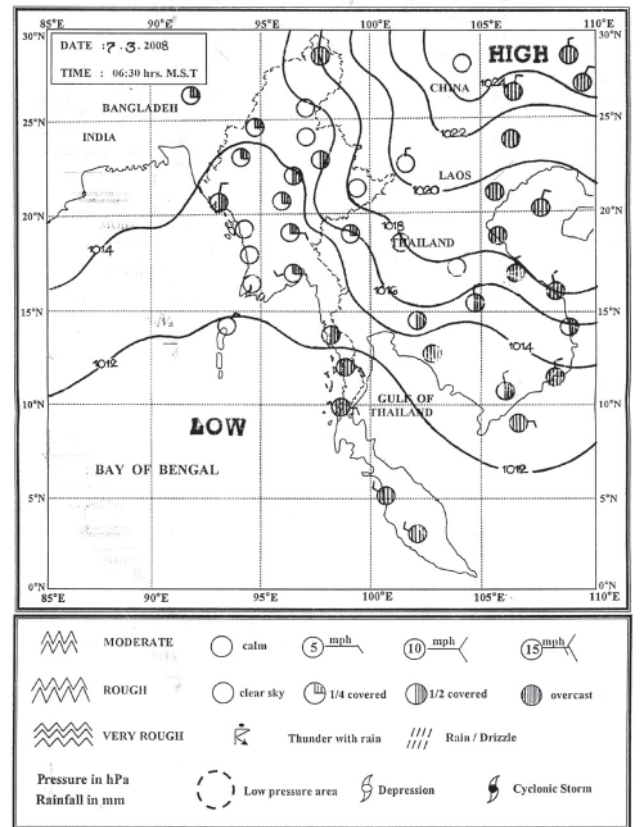 85°E 90°E 95°E 100°E 105°E 110°E
30°N 30°N
DATE :7.3.2008
TIME : 06:30 hrs. M.S.T
HIGH
CHINA
1024
BANGLADESH
25°N 25°N
INDIA
1022
LAOS
1020
20°N 20°N
1018
THAILAND
1014
1016
15°N 15°N
1014
1012
10°N 10°N
GULF OF
THAILAND
LOW
BAY OF BENGAL
1012
5°N 5°N
0°N 0°N
85°E 90°E 95°E 100°E 105°E 110°E
MODERATE calm 5 mph 10 mph 15 mph
ROUGH clear sky 1/4 covered 1/2 covered overcast
VERY ROUGH Thunder with rain Rain / Drizzle
Pressure in hPa
Rainfall in mm
Low pressure area Depression Cyclonic Storm